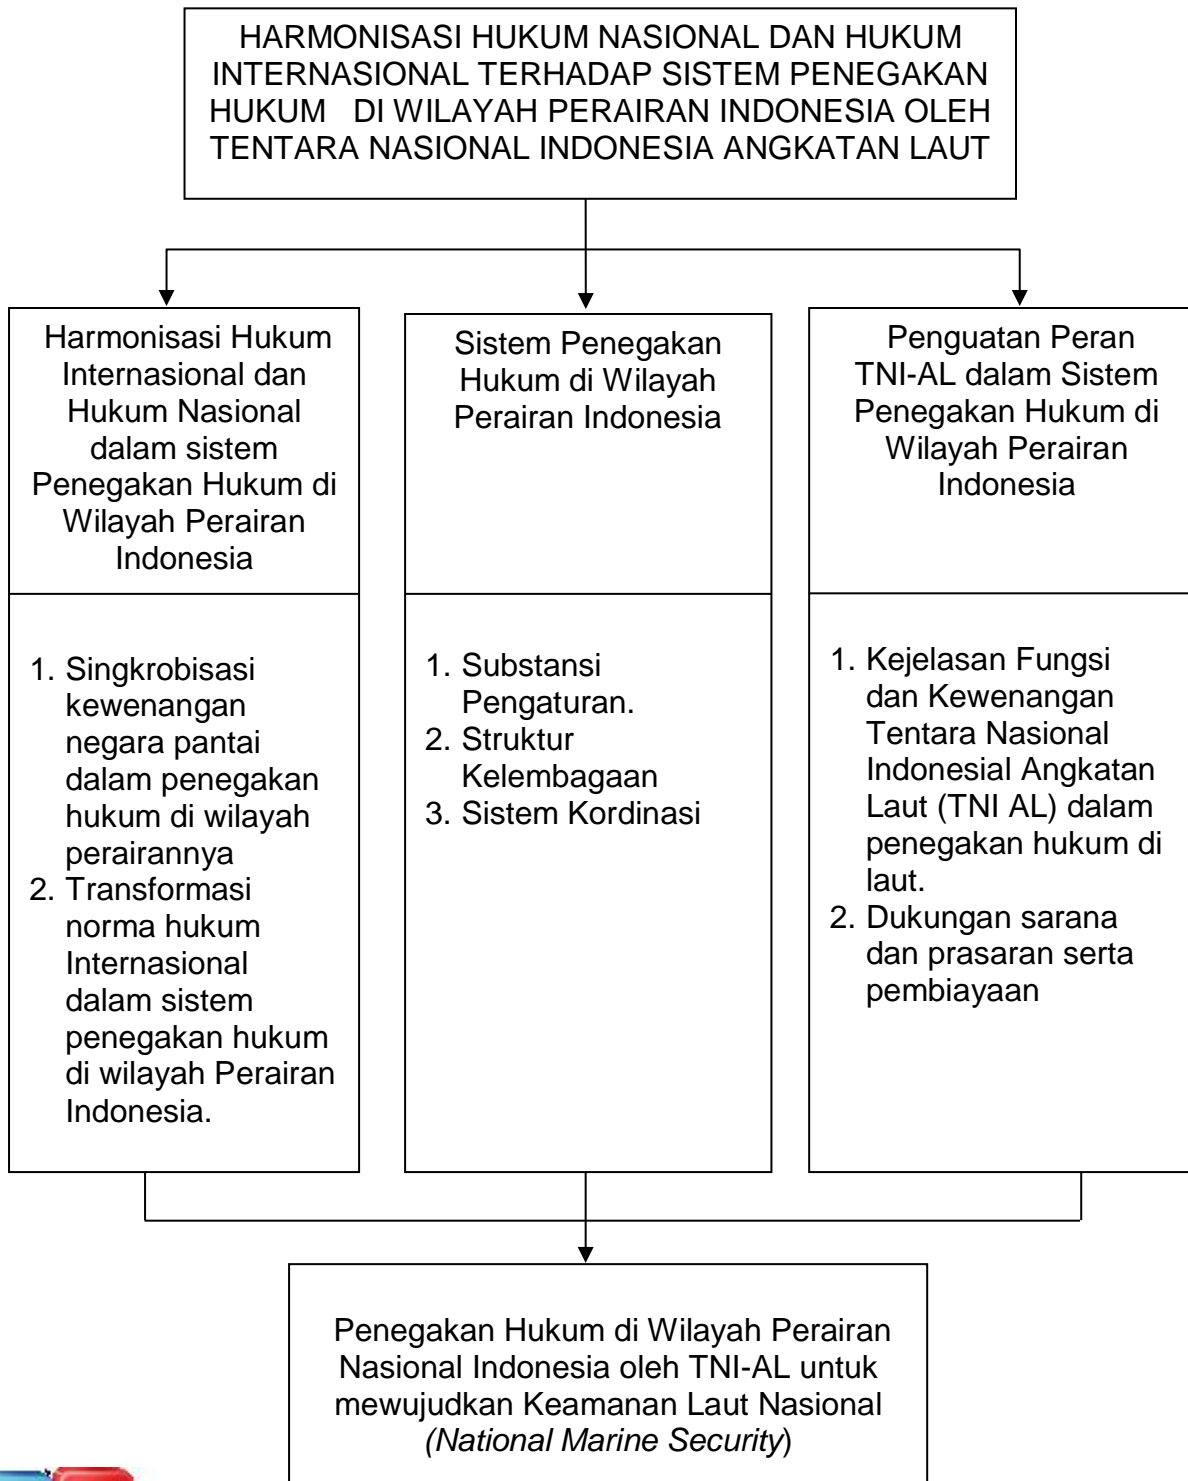 HARMONISASI HUKUM NASIONAL DAN HUKUM
INTERNASIONAL TERHADAP SISTEM PENEGAKAN
HUKUM DI WILAYAH PERAIRAN INDONESIA OLEH
TENTARA NASIONAL INDONESIA ANGKATAN LAUT
Harmonisasi Hukum
Internasional dan
Hukum Nasional
dalam sistem
Penegakan Hukum di
Wilayah Perairan
Indonesia
1. Singkrobisasi
kewenangan
negara pantai
dalam penegakan
hukum di wilayah
perairannya
2. Transformasi
norma hukum
Internasional
dalam sistem
penegakan hukum
di wilayah Perairan
Indonesia.
Sistem Penegakan
Hukum di Wilayah
Perairan Indonesia
1. Substansi
Pengaturan.
2. Struktur
Kelembagaan
3. Sistem Kordinasi
Penguatan Peran
TNI-AL dalam Sistem
Penegakan Hukum di
Wilayah Perairan
Indonesia
1. Kejelasan Fungsi
dan Kewenangan
Tentara Nasional
Indonesial Angkatan
Laut (TNI AL) dalam
penegakan hukum di
laut.
2. Dukungan sarana
dan prasaran serta
pembiayaan
Penegakan Hukum di Wilayah Perairan
Nasional Indonesia oleh TNI-AL untuk
mewujudkan Keamanan Laut Nasional
(National Marine Security)